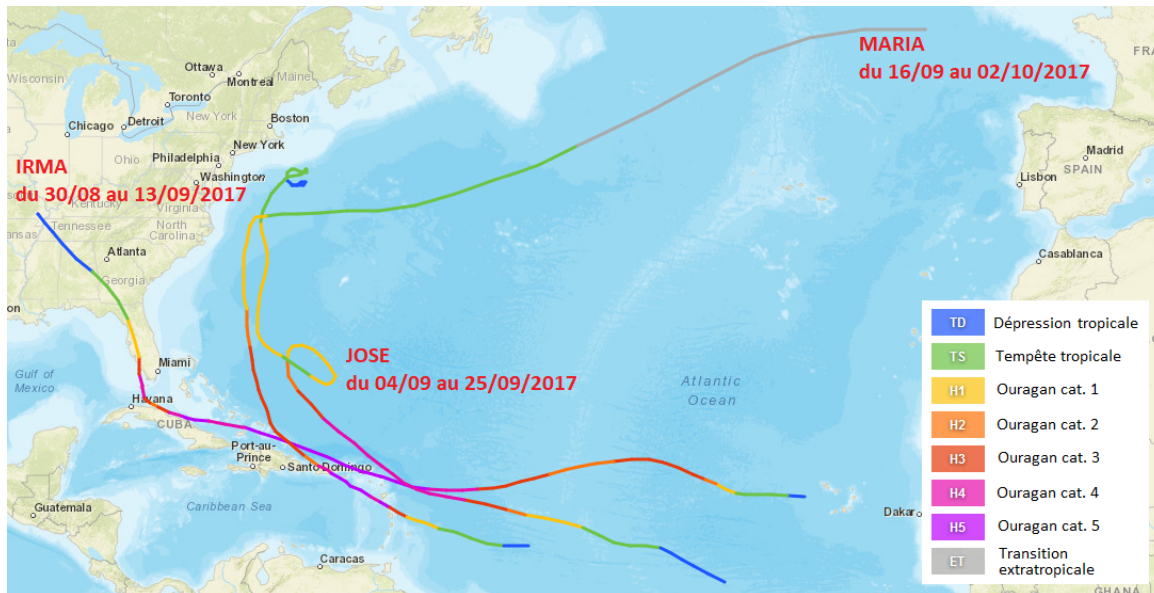 MARIA
du 16/09 au 02/10/2017
FRA
Ottawa
Montreal
Maine
Wisconsin
Toronto
New York
Chicago
Detroit
Boston
Ohio
New York
Philadelphia
Washington
IRMA
du 30/08 au 13/09/2017
Kentucky
Virginia
Tennessee
North
Carolina
Atlanta
Georgia
Madrid
SPAIN
Lisbon
Casablanca
JOSE
du 04/09 au 25/09/2017
Miami
Gulf of
Mexico
Havana
CUBA
Atlantic
Ocean
Port-au-
Prince
Santo Domingo
Caribbean Sea
Guatemala
Caracas
Dakar
TD Dépression tropicale
TS Tempête tropicale
H1 Ouragan cat. 1
H2 Ouragan cat. 2
H3 Ouragan cat. 3
H4 Ouragan cat. 4
H5 Ouragan cat. 5
ET Transition
extratropicale
GHANA